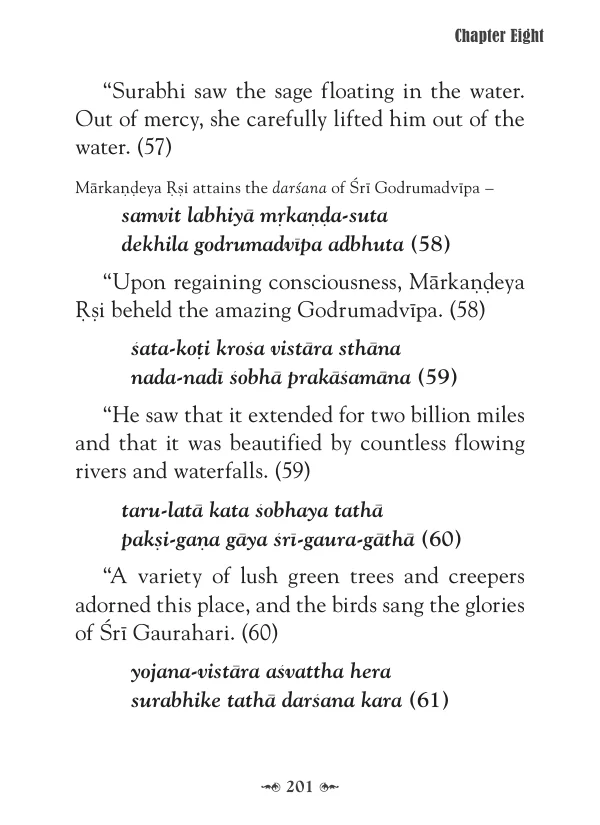 Chapter Eight
“Surabhi saw the sage floating in the water.
Out of mercy, she carefully lifted him out of the
water. (57)
Mārkaṇḍeya Ṛṣi attains the darśana of Śrī Godrumadvīpa –
samvit labhiyā mṛkaṇḍa-suta
dekhila godrumadvīpa adbhuta (58)
“Upon regaining consciousness, Mārkaṇḍeya
Ṛṣi beheld the amazing Godrumadvīpa. (58)
śata-koṭi krośa vistāra sthāna
nada-nadī śobhā prakāśamāna (59)
“He saw that it extended for two billion miles
and that it was beautified by countless flowing
rivers and waterfalls. (59)
taru-latā kata śobhaya tathā
pakṣi-gaṇa gāya śrī-gaura-gāthā (60)
“A variety of lush green trees and creepers
adorned this place, and the birds sang the glories
of Śrī Gaurahari. (60)
yojana-vistāra aśvattha hera
surabhike tathā darśana kara (61)
201